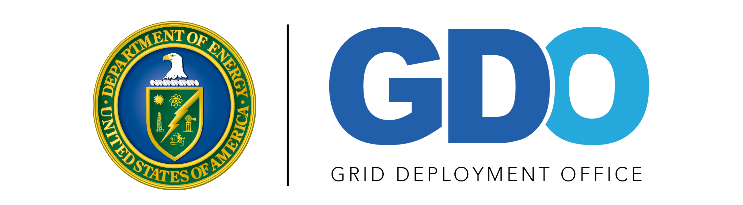 · DEPARTMENT OF ENERGY ·
UNITED STATES OF AMERICA
GDO
GRID DEPLOYMENT OFFICE